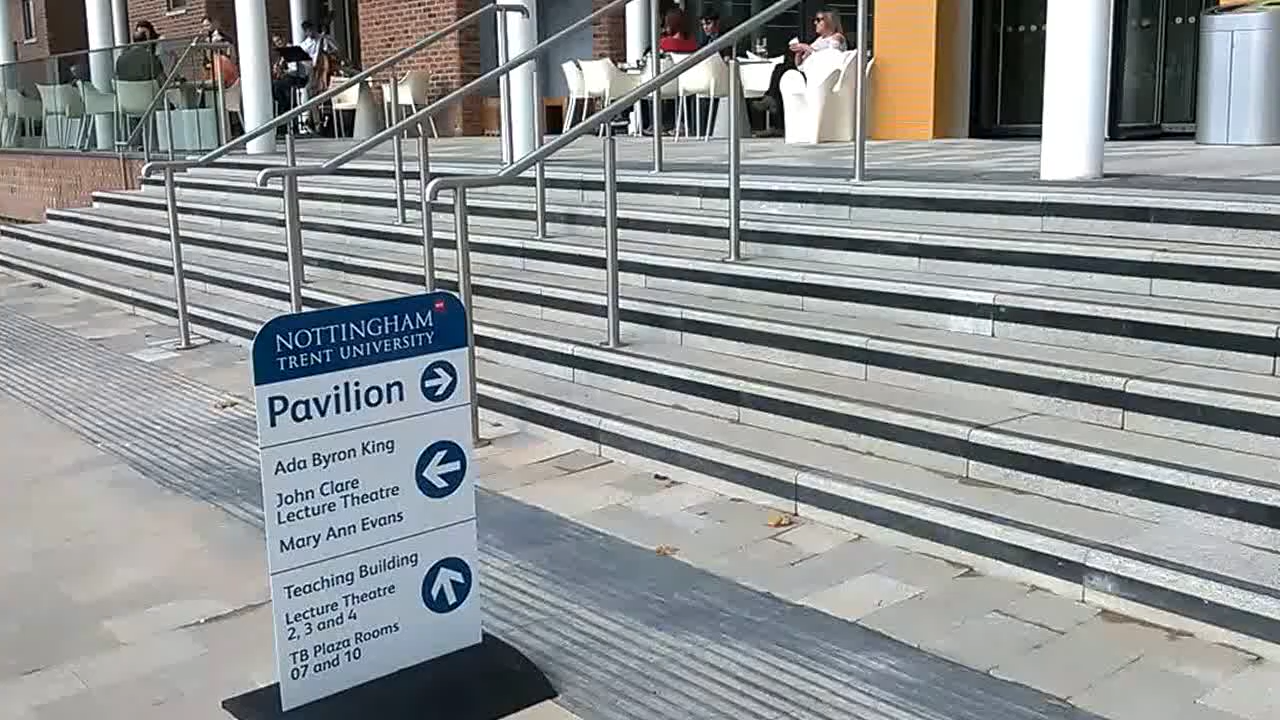 NOTTINGHAM
TRENT UNIVERSITY
Pavilion
Ada Byron King
John Clare
Lecture Theatre
Mary Ann Evans
Teaching Building
Lecture Theatre
2, 3 and 4
TB Plaza Rooms
07 and 10